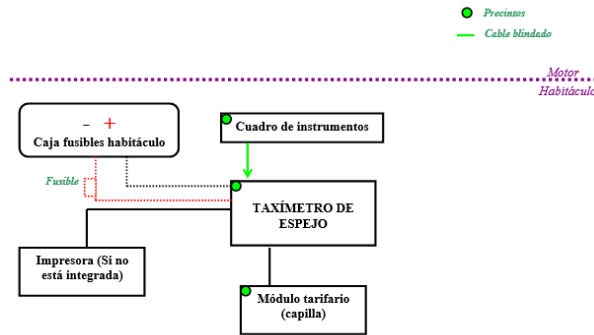 Precintos
Cable blindado
Motor
Habitáculo
- +
Caja fusibles habitáculo
Cuadro de instrumentos
Fusible
TAXÍMETRO DE
ESPEJO
Impresora (Si no
está integrada)
Módulo tarifario
(capilla)